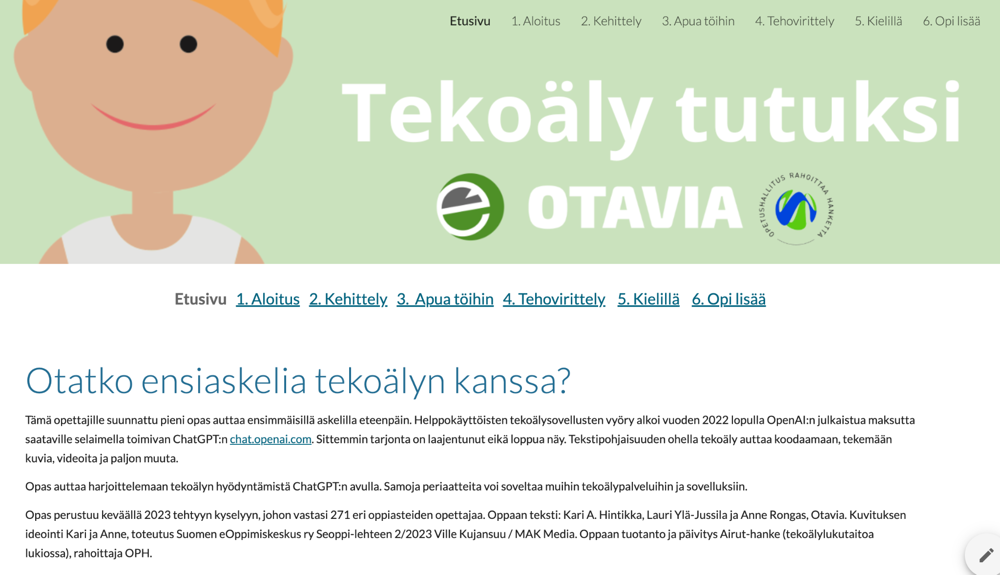 Etusivu 1. Aloitus 2. Kehittely 3. Apua töihin 4. Tehovirittely 5. Kielillä 6. Opi lisää
Tekoäly tutuksi
OTAVIA
OPETUSHALLITUS RAHOITTAA HANKETTA
Etusivu 1. Aloitus 2. Kehittely 3. Apua töihin 4. Tehovirittely 5. Kielillä 6. Opi lisää
Otatko ensiaskelia tekoälyn kanssa?
Tämä opettajille suunnattu pieni opas auttaa ensimmäisillä askelilla eteenpäin. Helppokäyttöisten tekoälysovellusten vyöry alkoi vuoden 2022 lopulla OpenAI:n julkaistua maksutta
saataville selaimella toimivan ChatGPT:n chat.openai.com. Sittemmin tarjonta on laajentunut eikä loppua näy. Tekstipohjaisuuden ohella tekoäly auttaa koodaamaan, tekemään
kuvia, videoita ja paljon muuta.
Opas auttaa harjoittelemaan tekoälyn hyödyntämistä ChatGPT:n avulla. Samoja periaatteita voi soveltaa muihin tekoälypalveluihin ja sovelluksiin.
Opas perustuu keväällä 2023 tehtyyn kyselyyn, johon vastasi 271 eri oppiasteiden opettajaa. Oppaan teksti: Kari A. Hintikka, Lauri Ylä-Jussila ja Anne Rongas, Otavia. Kuvituksen
ideointi Kari ja Anne, toteutus Suomen eOppimiskeskus ry Seoppi-lehteen 2/2023 Ville Kujansuu / MAK Media. Oppaan tuotanto ja päivitys Airut-hanke (tekoälylukutaitoa
lukiossa), rahoittaja OPH.